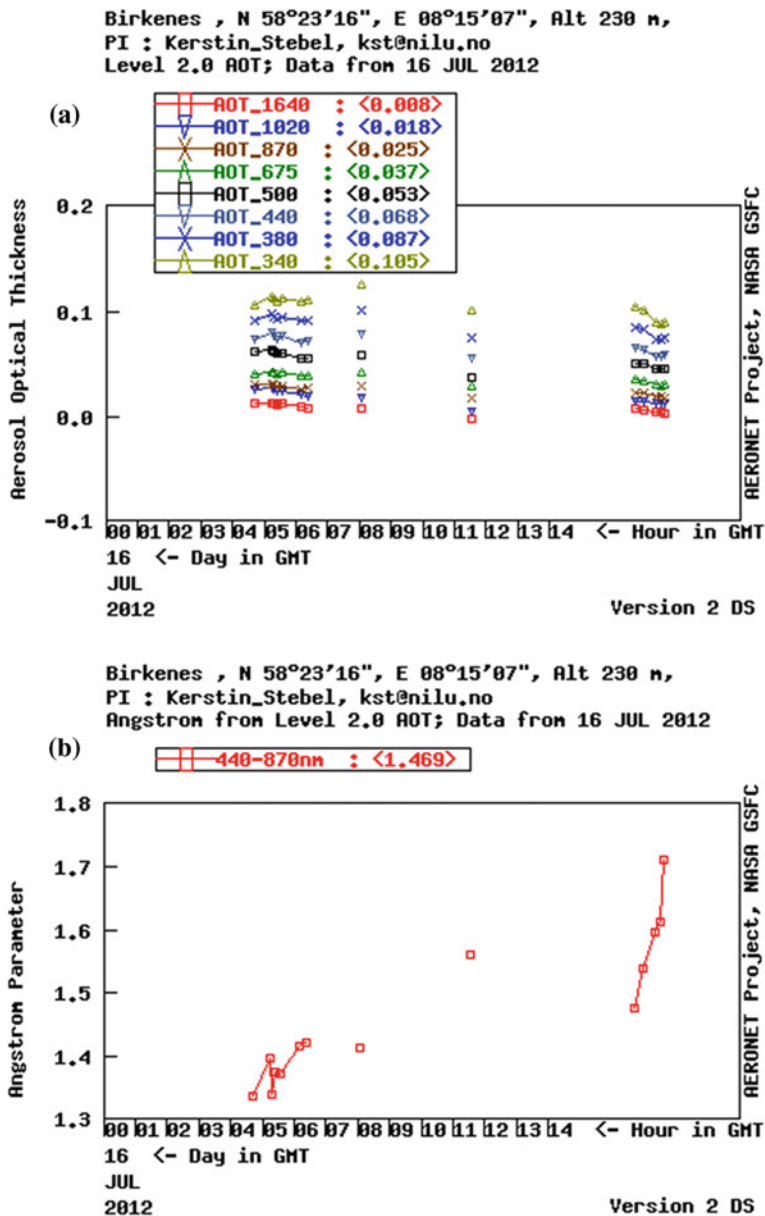 Birkenes , N 58°23'16", E 08°15'07", Alt 230 m,
PI : Kerstin_Stebel, kst@nilu.no
Level 2.0 AOT; Data from 16 JUL 2012
(a)
AOT_1640 : <0.008>
AOT_1020 : <0.018>
AOT_870 : <0.025>
AOT_675 : <0.037>
AOT_500 : <0.053>
AOT_440 : <0.068>
AOT_380 : <0.087>
AOT_340 : <0.105>
Aerosol Optical Thickness
0.2
0.1
0.0
-0.1
AERONET Project, NASA GSFC
00 01 02 03 04 05 06 07 08 09 10 11 12 13 14 <- Hour in GMT
16 <- Day in GMT
JUL
2012
Version 2 DS
Birkenes , N 58°23'16", E 08°15'07", Alt 230 m,
PI : Kerstin_Stebel, kst@nilu.no
Angstrom from Level 2.0 AOT; Data from 16 JUL 2012
(b)
440-870nm : <1.469>
Angstrom Parameter
1.8
1.7
1.6
1.5
1.4
1.3
AERONET Project, NASA GSFC
00 01 02 03 04 05 06 07 08 09 10 11 12 13 14 <- Hour in GMT
16 <- Day in GMT
JUL
2012
Version 2 DS